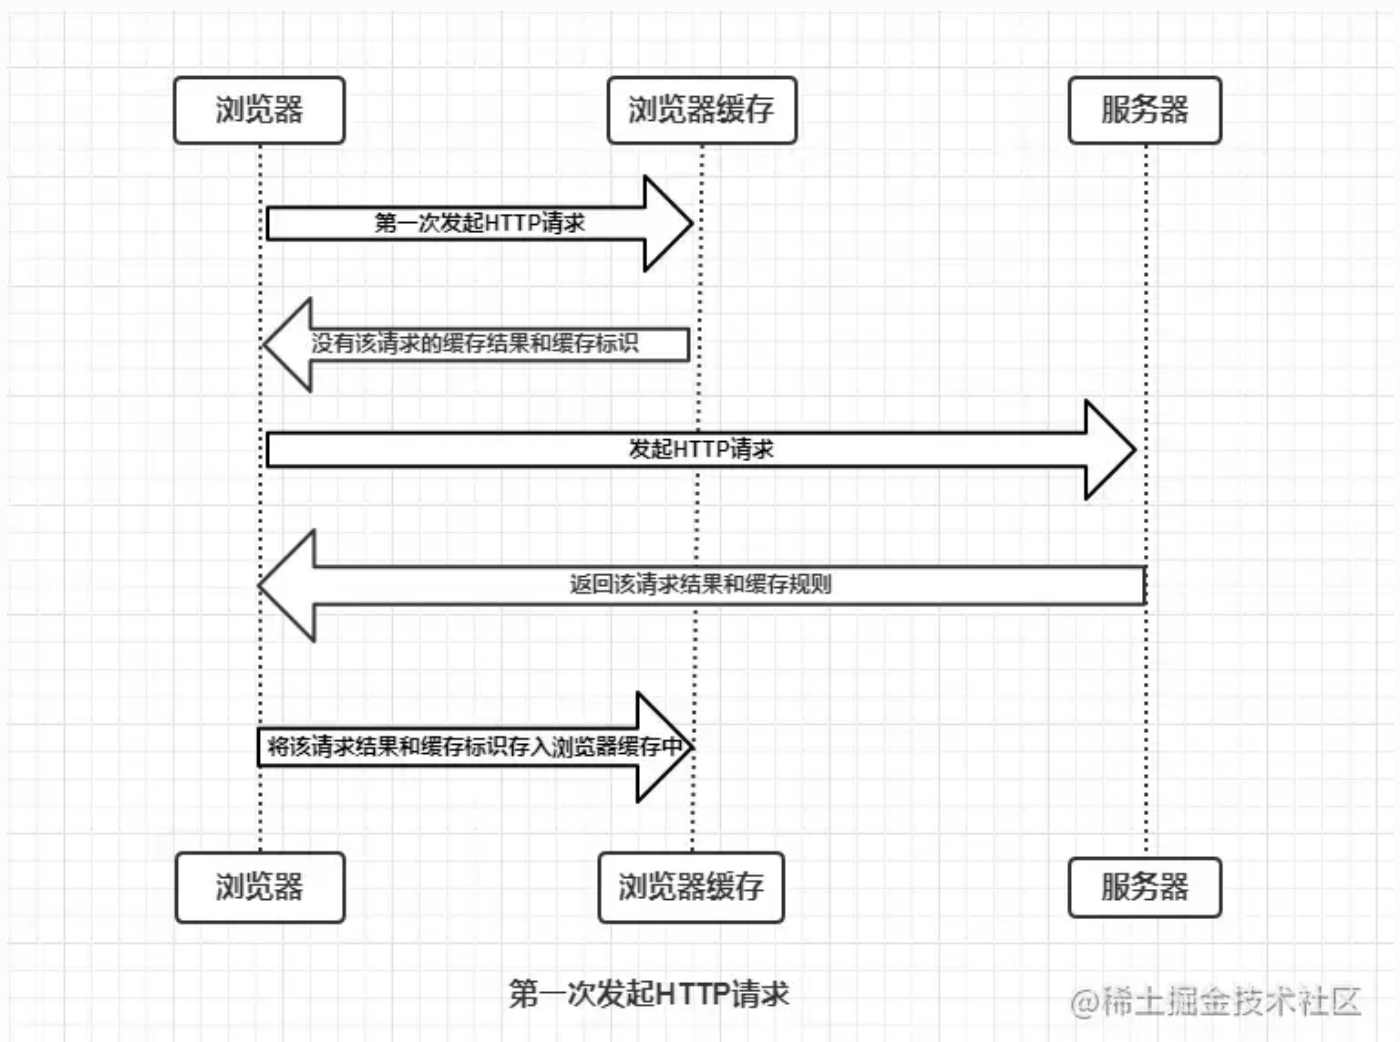 浏览器
浏览器缓存
服务器
第一次发起HTTP请求
没有该请求的缓存结果和缓存标识
发起HTTP请求
返回该请求结果和缓存规则
将该请求结果和缓存标识存入浏览器缓存中
浏览器
浏览器缓存
服务器
第一次发起HTTP请求
@稀土掘金技术社区